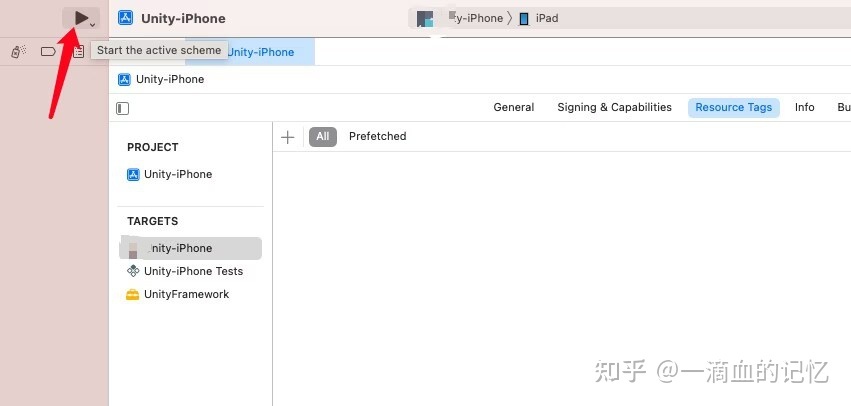 Unity-iPhone
y-iPhone 〉 iPad
Start the active scheme
Unity-iPhone
Unity-iPhone
General Signing & Capabilities Resource Tags Info Bu
PROJECT
All Prefetched
Unity-iPhone
TARGETS
nity-iPhone
Unity-iPhone Tests
UnityFramework
知乎 @一滴血的记忆